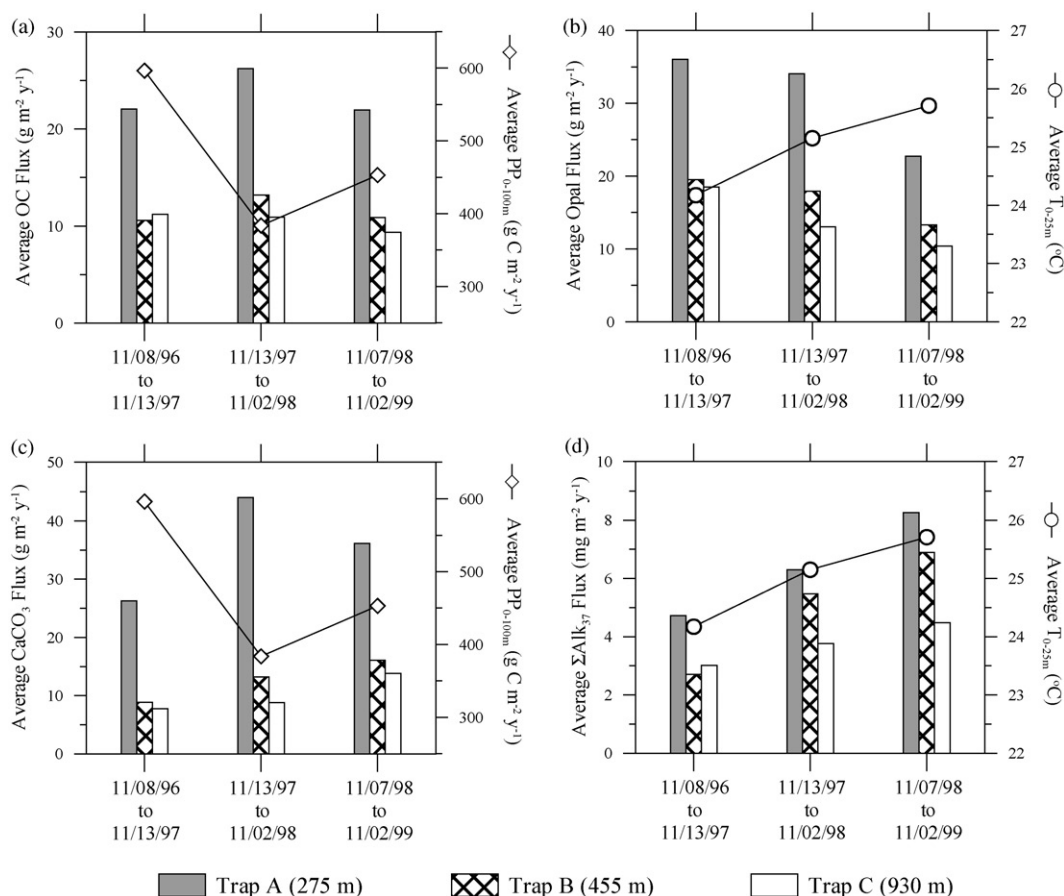 (a)
30
20
10
0
Average OC Flux (g m⁻² y⁻¹)
600
500
400
300
Average PP₀₋₁₀₀ₘ
(g C m⁻² y⁻¹)
11/08/96
to
11/13/97
11/13/97
to
11/02/98
11/07/98
to
11/02/99
(b)
40
30
20
10
0
Average Opal Flux (g m⁻² y⁻¹)
27
26
25
24
23
22
Average T₀₋₂₅ₘ (°C)
11/08/96
to
11/13/97
11/13/97
to
11/02/98
11/07/98
to
11/02/99
(c)
50
40
30
20
10
0
Average CaCO₃ Flux (g m⁻² y⁻¹)
600
500
400
300
Average PP₀₋₁₀₀ₘ
(g C m⁻² y⁻¹)
11/08/96
to
11/13/97
11/13/97
to
11/02/98
11/07/98
to
11/02/99
(d)
10
8
6
4
2
0
Average ΣAlk₃₇ Flux (mg m⁻² y⁻¹)
27
26
25
24
23
22
Average T₀₋₂₅ₘ (°C)
11/08/96
to
11/13/97
11/13/97
to
11/02/98
11/07/98
to
11/02/99
Trap A (275 m)
Trap B (455 m)
Trap C (930 m)